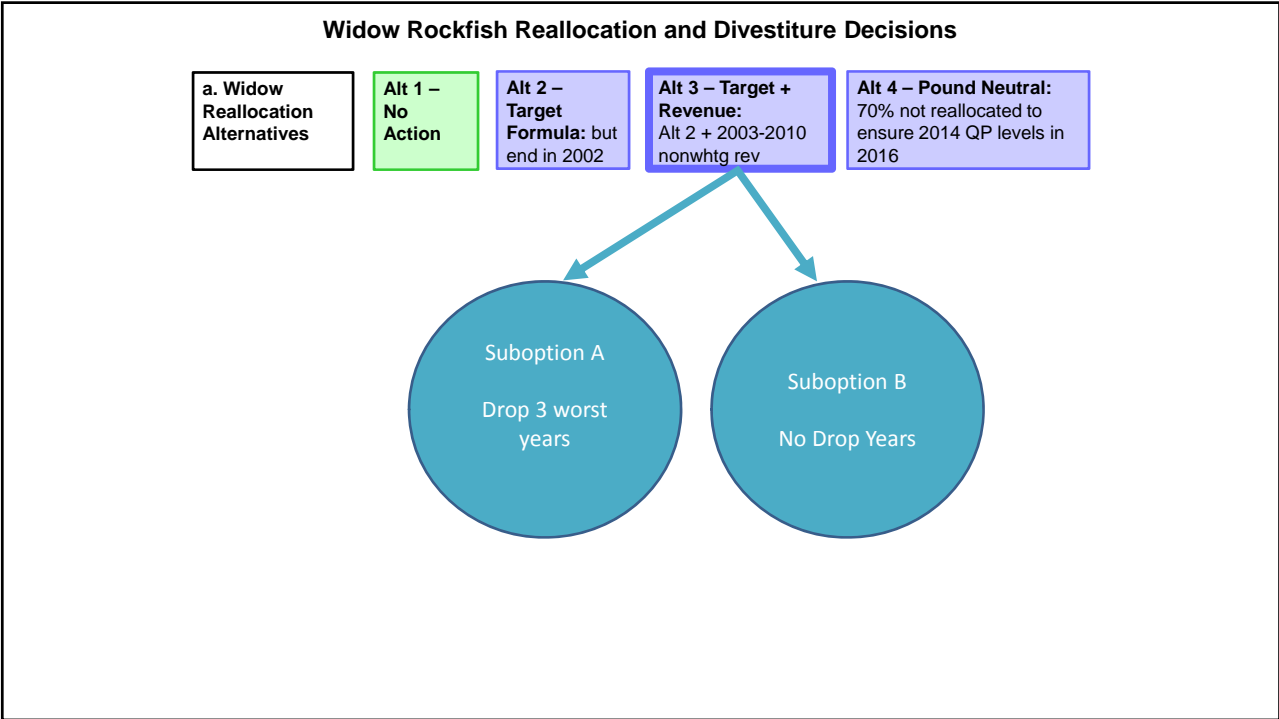 Widow Rockfish Reallocation and Divestiture Decisions
a. Widow
Reallocation
Alternatives
Alt 1 –
No
Action
Alt 2 –
Target
Formula: but
end in 2002
Alt 3 – Target +
Revenue:
Alt 2 + 2003-2010
nonwhtg rev
Alt 4 – Pound Neutral:
70% not reallocated to
ensure 2014 QP levels in
2016
Suboption A
Drop 3 worst
years
Suboption B
No Drop Years